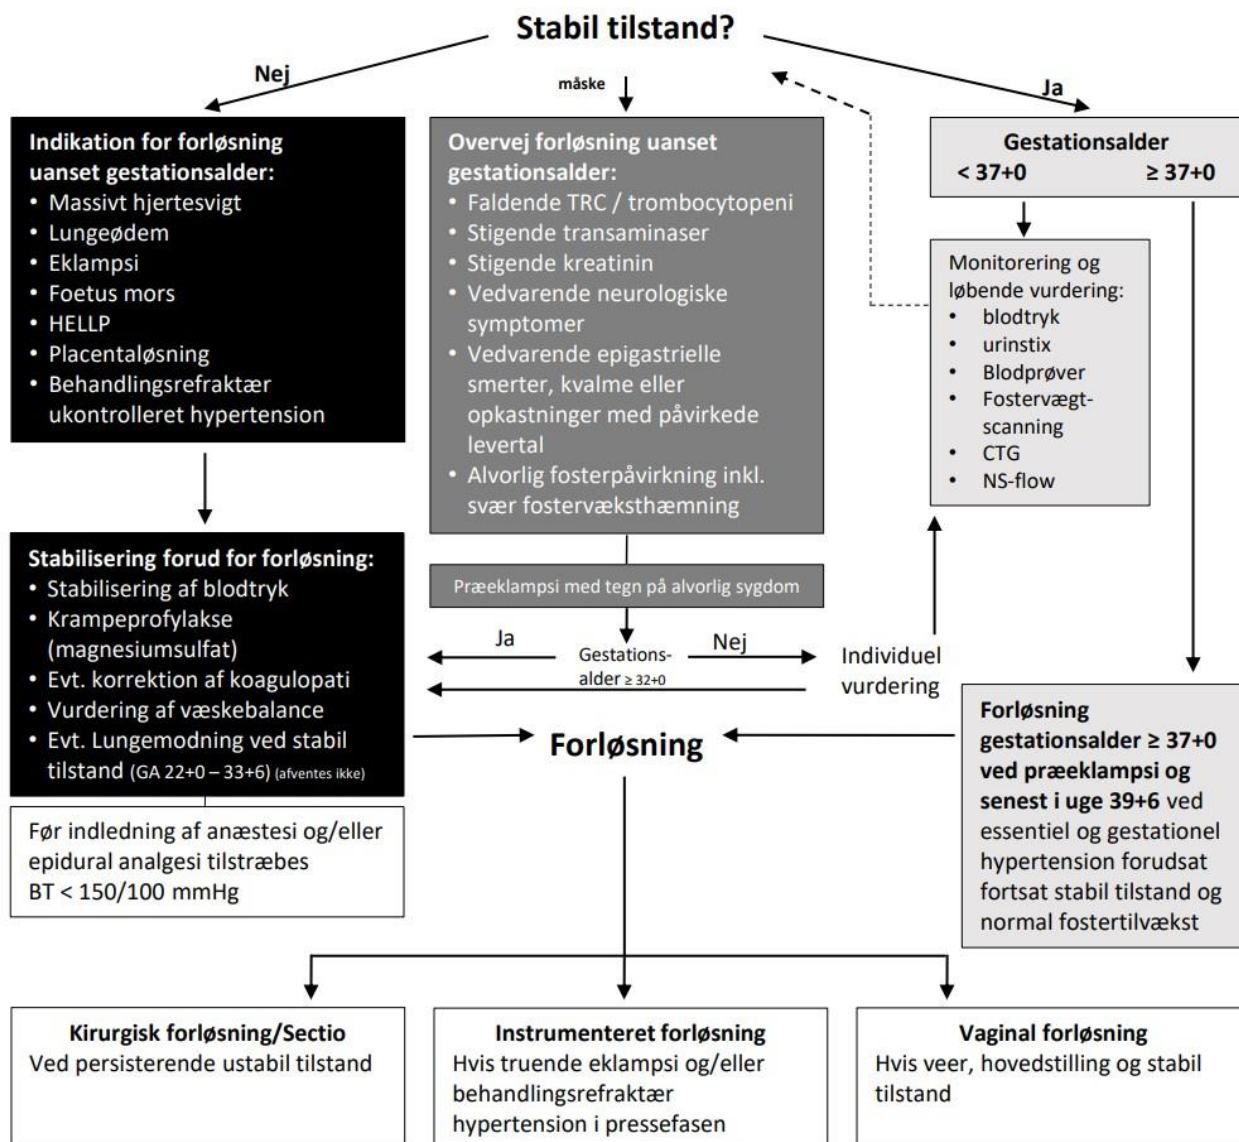 Stabil tilstand?
Nej
måske
Ja
Indikation for forløsning
uanset gestationsalder:
• Massivt hjertesvigt
• Lungeødem
• Eklampsi
• Foetus mors
• HELLP
• Placentaløsning
• Behandlingsrefraktær
ukontrolleret hypertension
Overvej forløsning uanset
gestationsalder:
• Faldende TRC / trombocytopeni
• Stigende transaminaser
• Stigende kreatinin
• Vedvarende neurologiske
symptomer
• Vedvarende epigastrielle
smerter, kvalme eller
opkastninger med påvirkede
levertal
• Alvorlig fosterpåvirkning inkl.
svær fostervæksthæmning
Gestationsalder
< 37+0 ≥ 37+0
Monitorering og
løbende vurdering:
• blodtryk
• urinstix
• Blodprøver
• Fostervægt-
scanning
• CTG
• NS-flow
Stabilisering forud for forløsning:
• Stabilisering af blodtryk
• Krampeprofylakse
(magnesiumsulfat)
• Evt. korrektion af koagulopati
• Vurdering af væskebalance
• Evt. Lungemodning ved stabil
tilstand (GA 22+0 – 33+6) (afventes ikke)
Præeklampsi med tegn på alvorlig sygdom
Ja
Gestations-
alder ≥ 32+0
Nej
Individuel
vurdering
Forløsning
Forløsning
gestationsalder ≥ 37+0
ved præeklampsi og
senest i uge 39+6 ved
essentiel og gestationel
hypertension forudsat
fortsat stabil tilstand og
normal fostertilvækst
Før indledning af anæstesi og/eller
epidural analgesi tilstræbes
BT < 150/100 mmHg
Kirurgisk forløsning/Sectio
Ved persisterende ustabil tilstand
Instrumenteret forløsning
Hvis truende eklampsi og/eller
behandlingsrefraktær
hypertension i pressefasen
Vaginal forløsning
Hvis veer, hovedstilling og stabil
tilstand